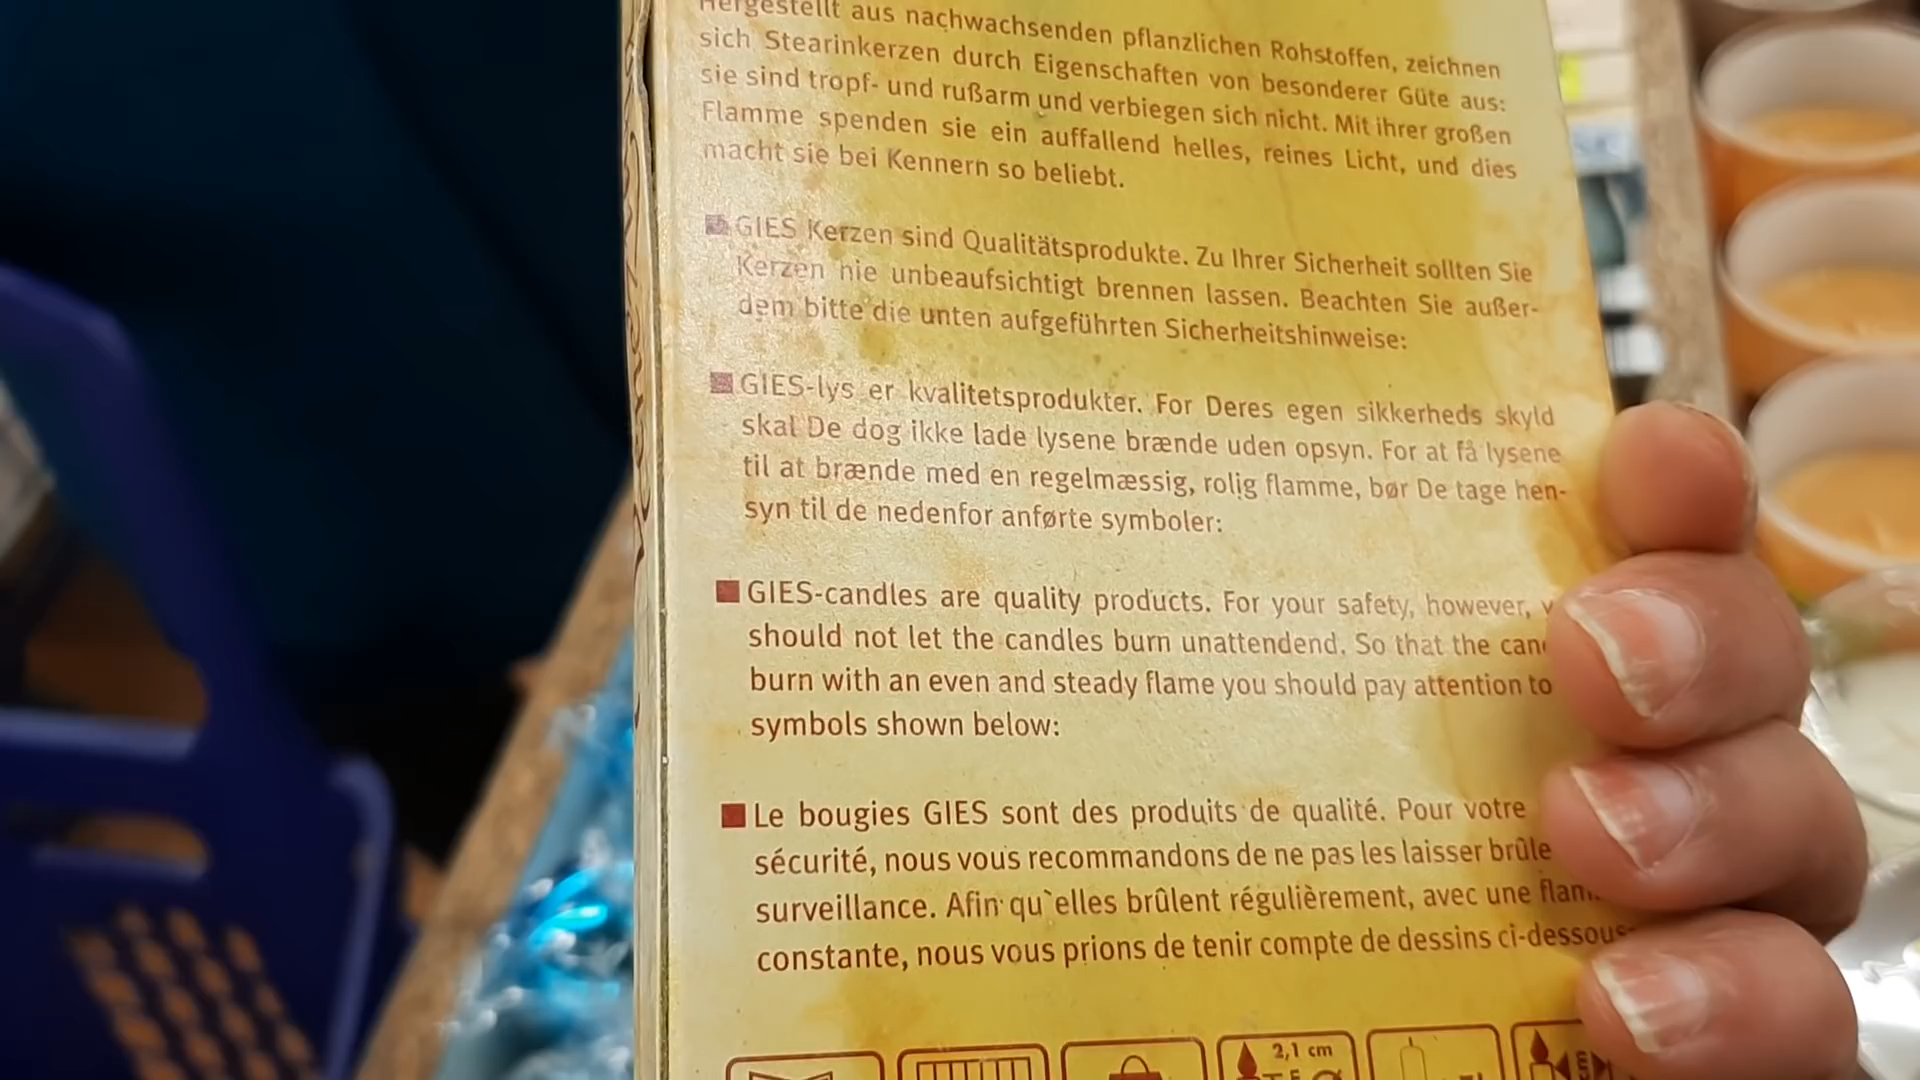 Hergestellt aus nachwachsenden pflanzlichen Rohstoffen, zeichnen
sich Stearinkerzen durch Eigenschaften von besonderer Güte aus:
sie sind tropf- und rußarm und verbiegen sich nicht. Mit ihrer großen
Flamme spenden sie ein auffallend helles, reines Licht, und dies
macht sie bei Kennern so beliebt.
GIES Kerzen sind Qualitätsprodukte. Zu Ihrer Sicherheit sollten Sie
Kerzen nie unbeaufsichtigt brennen lassen. Beachten Sie außer-
dem bitte die unten aufgeführten Sicherheitshinweise:
GIES-lys er kvalitetsprodukter. For Deres egen sikkerheds skyld
skal De dog ikke lade lysene brænde uden opsyn. For at få lysene
til at brænde med en regelmæssig, rolig flamme, bør De tage hen-
syn til de nedenfor anførte symboler:
GIES-candles are quality products. For your safety, however,
should not let the candles burn unattendend. So that the
burn with an even and steady flame you should pay attention to
symbols shown below:
Le bougies GIES sont des produits de qualité. Pour votre
sécurité, nous vous recommandons de ne pas les laisser brûle
surveillance. Afin qu`elles brûlent régulièrement, avec une
constante, nous vous prions de tenir compte de dessins ci-dessous
2,1 cm